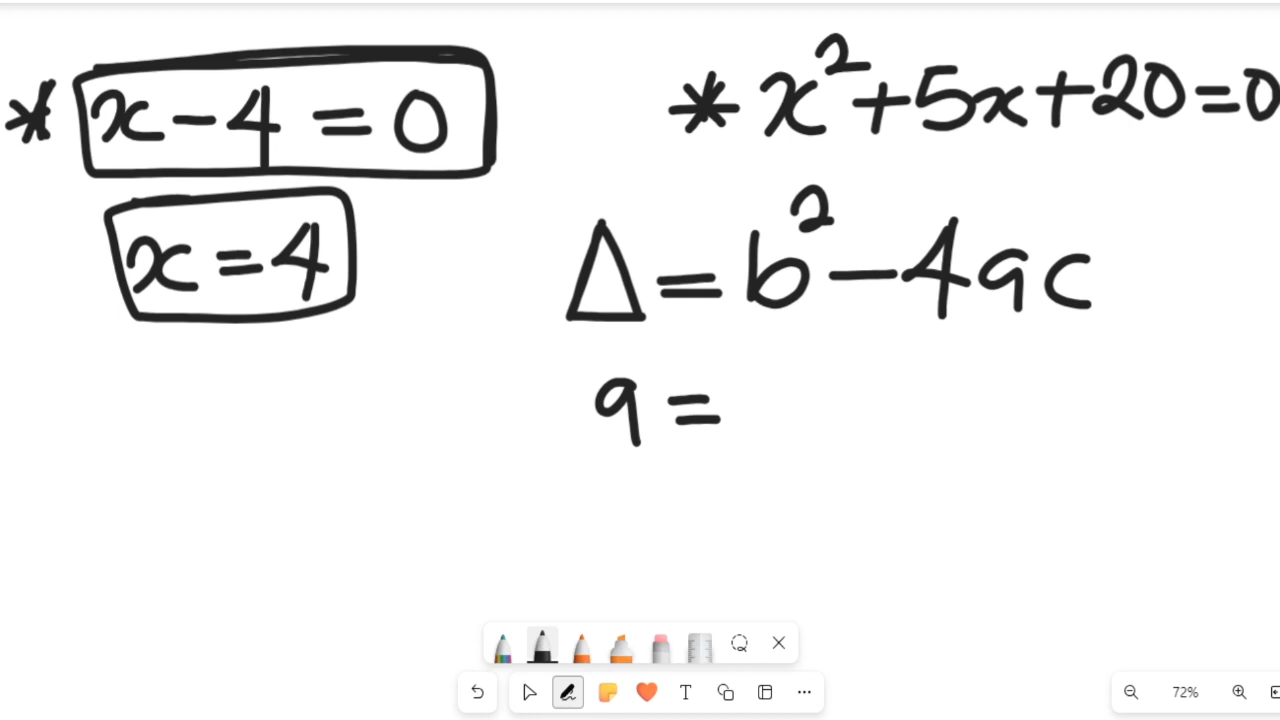 * x-4=0
x=4
* x²+5x+20=0
Δ=b²-4ac
a=
T
72%